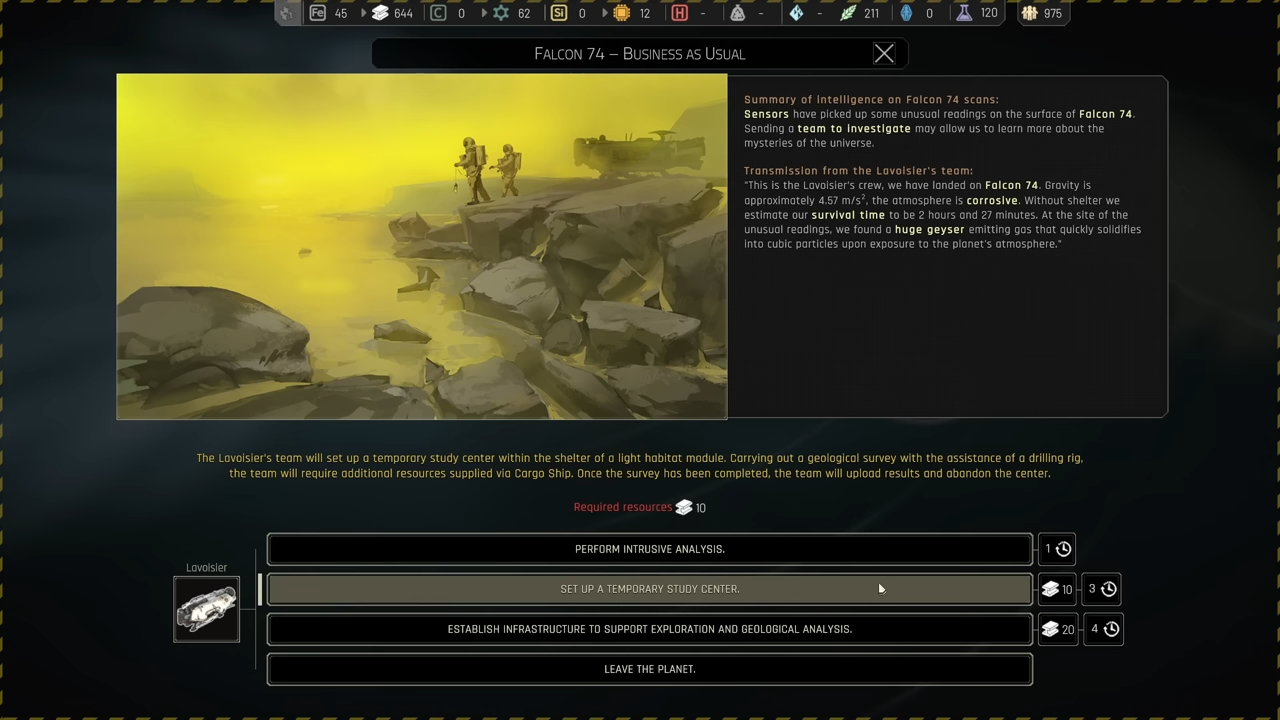 Fe 45 644 C 0 62 Si 0 12 H - - - 211 0 120 975
Falcon 74 – Business as Usual
Summary of intelligence on Falcon 74 scans:
Sensors have picked up some unusual readings on the surface of Falcon 74.
Sending a team to investigate may allow us to learn more about the
mysteries of the universe.
Transmission from the Lavoisier's team:
"This is the Lavoisier's crew, we have landed on Falcon 74. Gravity is
approximately 4.57 m/s², the atmosphere is corrosive. Without shelter we
estimate our survival time to be 2 hours and 27 minutes. At the site of the
unusual readings, we found a huge geyser emitting gas that quickly solidifies
into cubic particles upon exposure to the planet's atmosphere."
The Lavoisier's team will set up a temporary study center within the shelter of a light habitat module. Carrying out a geological survey with the assistance of a drilling rig,
the team will require additional resources supplied via Cargo Ship. Once the survey has been completed, the team will upload results and abandon the center.
Required resources 10
PERFORM INTRUSIVE ANALYSIS. 1
Lavoisier
SET UP A TEMPORARY STUDY CENTER. 10 3
ESTABLISH INFRASTRUCTURE TO SUPPORT EXPLORATION AND GEOLOGICAL ANALYSIS. 20 4
LEAVE THE PLANET.